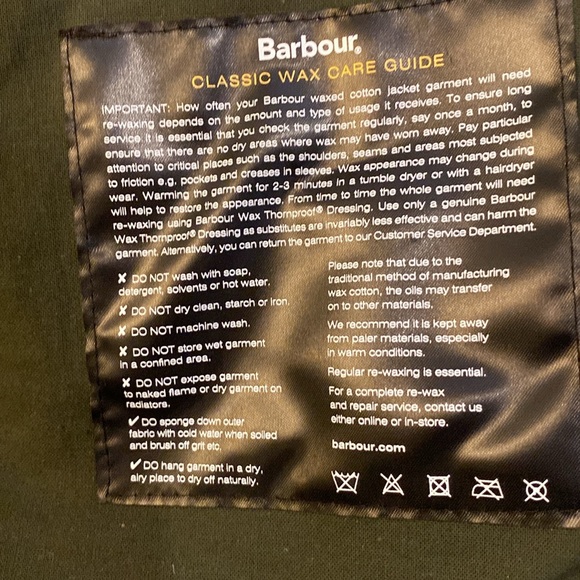 Barbour®
CLASSIC WAX CARE GUIDE
IMPORTANT: How often your Barbour waxed cotton jacket garment will need
re-waxing depends on the amount and type of usage it receives. To ensure long
service it is essential that you check the garment regularly, say once a month, to
ensure that there are no dry areas where wax may have worn away. Pay particular
attention to critical places such as the shoulders, seams and areas most subjected
to friction e.g. pockets and creases in sleeves. Wax appearance may change during
wear. Warming the garment for 2-3 minutes in a tumble dryer or with a hairdryer
will help to restore the appearance. From time to time the whole garment will need
re-waxing using Barbour Wax Thornproof® Dressing. Use only a genuine Barbour
Wax Thornproof® Dressing as substitutes are invariably less effective and can harm the
garment. Alternatively, you can return the garment to our Customer Service Department.
✗ DO NOT wash with soap,
detergent, solvents or hot water.
✗ DO NOT dry clean, starch or iron.
✗ DO NOT machine wash.
✗ DO NOT store wet garment
in a confined area.
✗ DO NOT expose garment
to naked flame or dry garment on
radiators.
✓ DO sponge down outer
fabric with cold water when soiled
and brush off grit etc.
✓ DO hang garment in a dry,
airy place to dry off naturally.
Please note that due to the
traditional method of manufacturing
wax cotton, the oils may transfer
on to other materials.
We recommend it is kept away
from paler materials, especially
in warm conditions.
Regular re-waxing is essential.
For a complete re-wax
and repair service, contact us
either online or in-store.
barbour.com